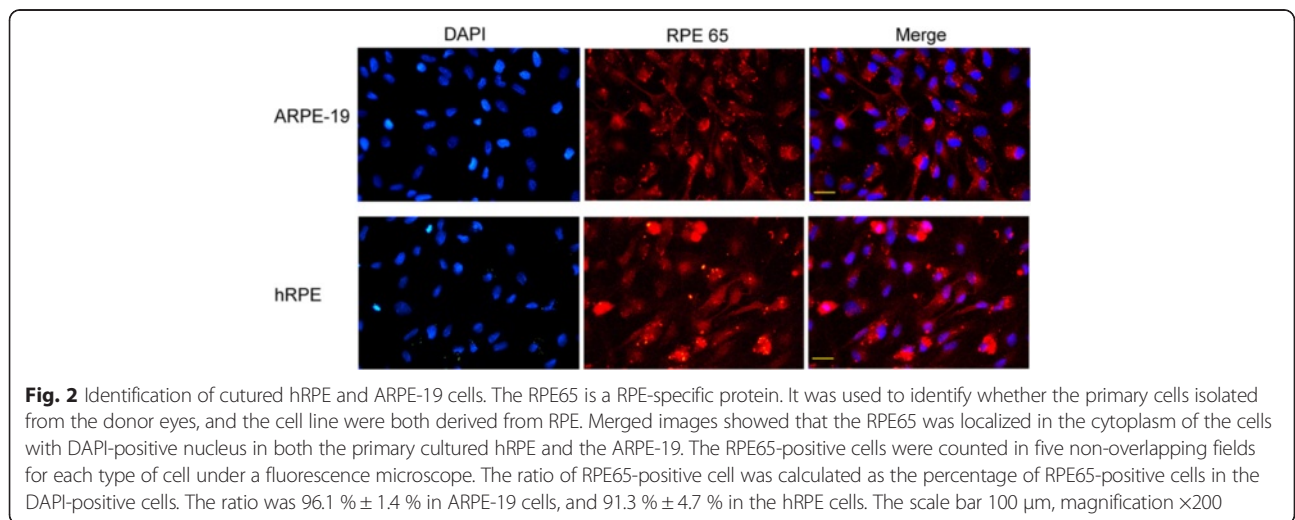 DAPI RPE 65 Merge
ARPE-19
hRPE
Fig. 2 Identification of cutured hRPE and ARPE-19 cells. The RPE65 is a RPE-specific protein. It was used to identify whether the primary cells isolated
from the donor eyes, and the cell line were both derived from RPE. Merged images showed that the RPE65 was localized in the cytoplasm of the cells
with DAPI-positive nucleus in both the primary cultured hRPE and the ARPE-19. The RPE65-positive cells were counted in five non-overlapping fields
for each type of cell under a fluorescence microscope. The ratio of RPE65-positive cell was calculated as the percentage of RPE65-positive cells in the
DAPI-positive cells. The ratio was 96.1 % ± 1.4 % in ARPE-19 cells, and 91.3 % ± 4.7 % in the hRPE cells. The scale bar 100 μm, magnification ×200